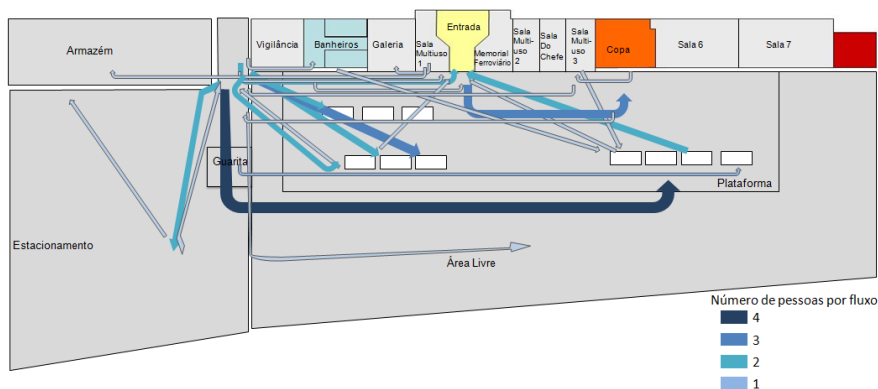 Armazém
Vigilância
Banheiros
Galeria
Sala
Multiuso
1
Entrada
Memorial
Ferroviário
Sala
Multi-
uso
2
Sala
Do
Chefe
Sala
Multi-
uso
3
Copa
Sala 6
Sala 7
Guarita
Plataforma
Estacionamento
Área Livre
Número de pessoas por fluxo
4
3
2
1